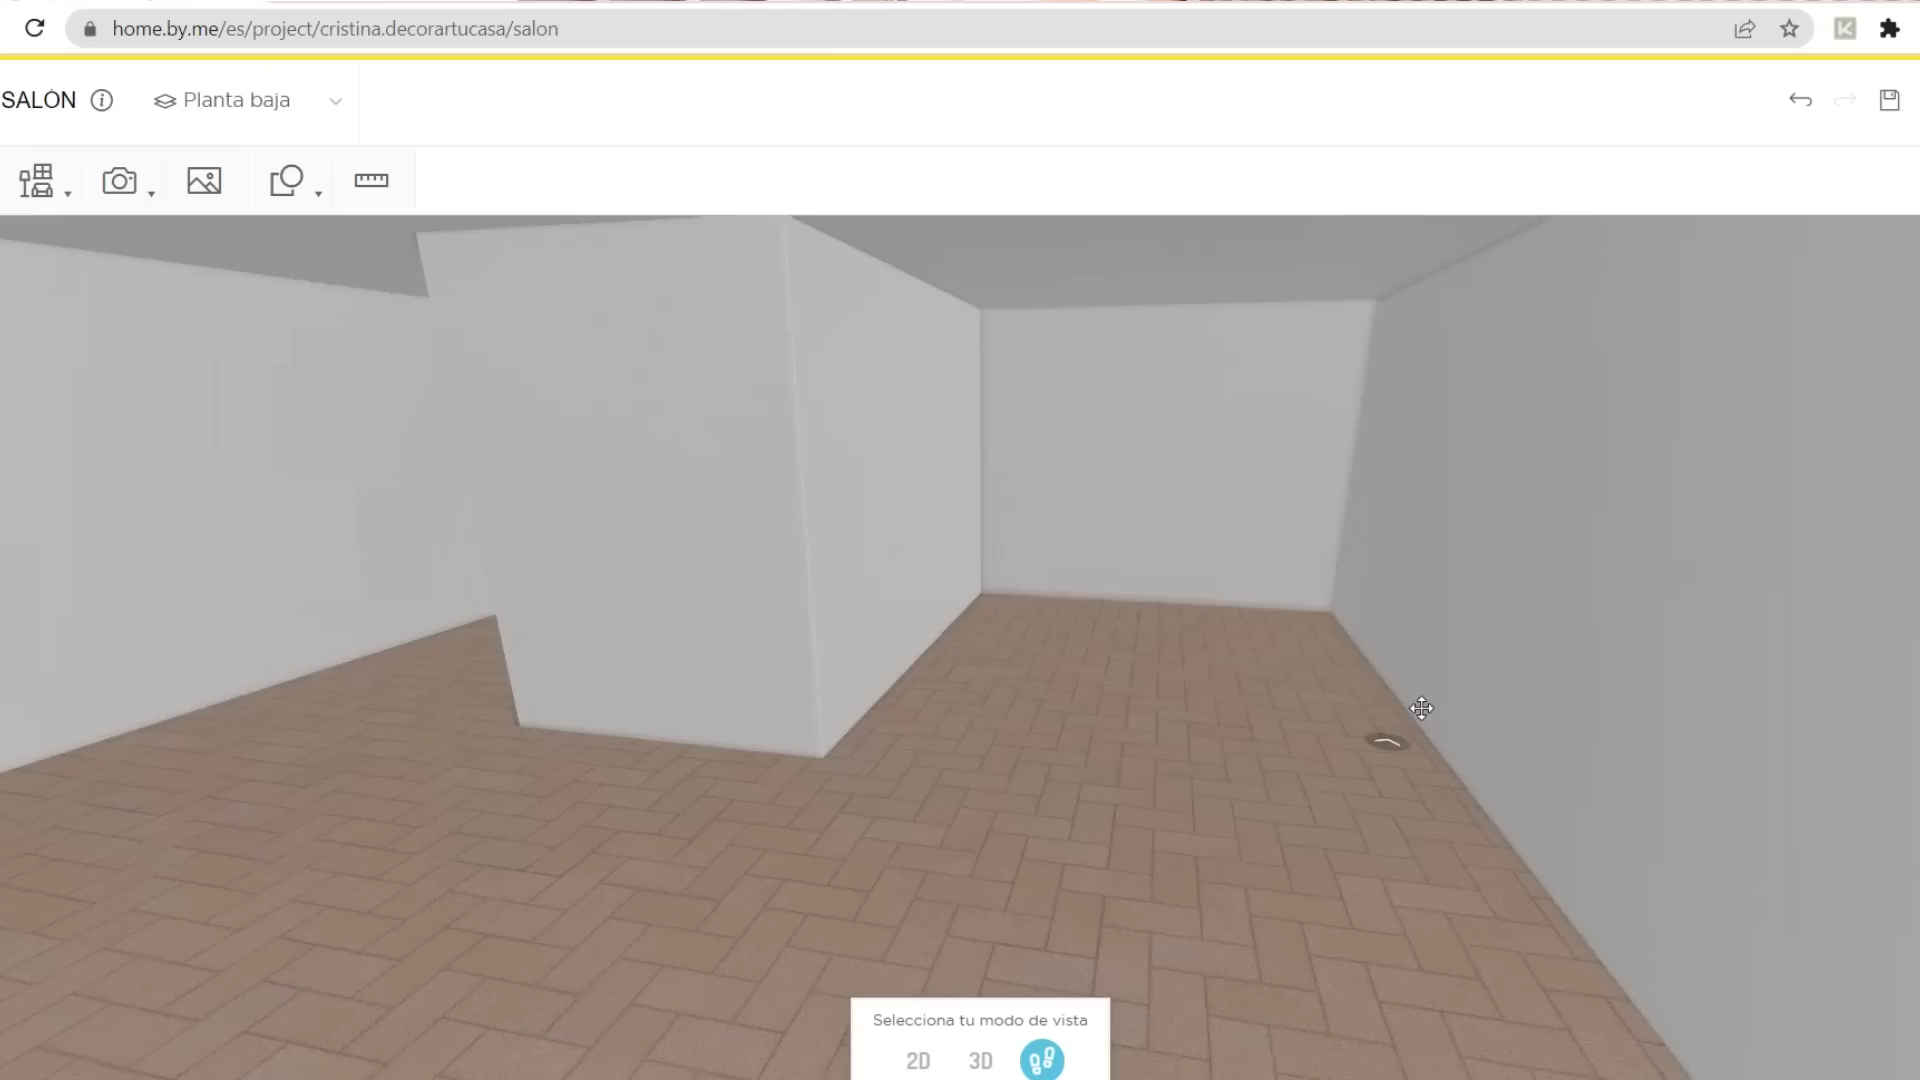 home.by.me/es/project/cristina.decorartucasa/salon
SALÓN
Planta baja
Selecciona tu modo de vista
2D 3D